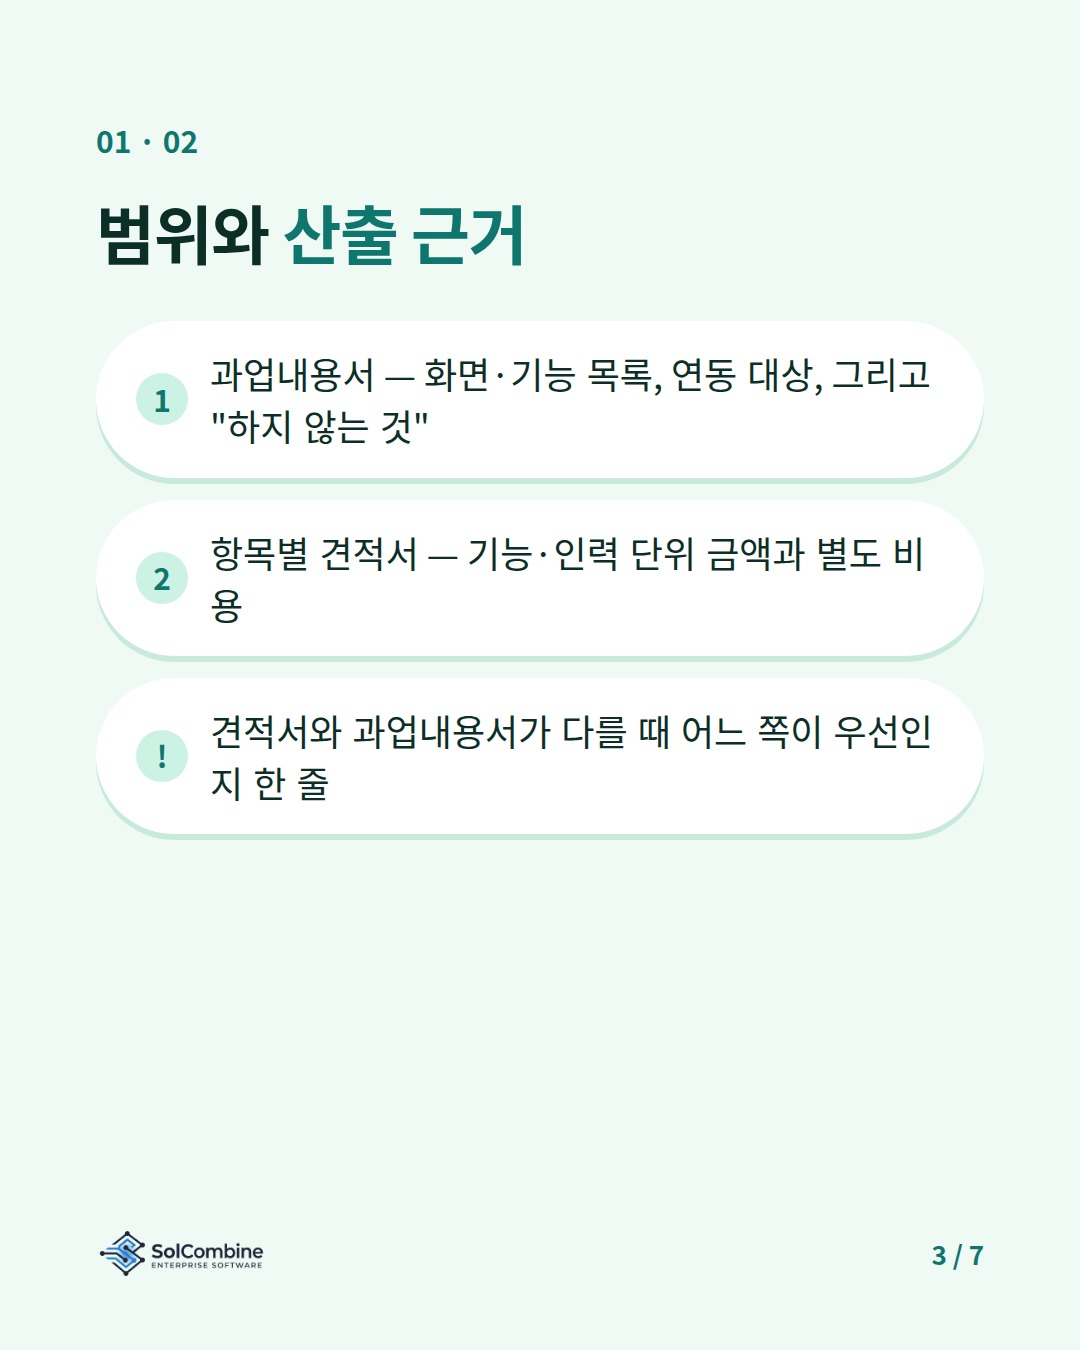 01 · 02
범위와 산출 근거
1 과업내용서 — 화면·기능 목록, 연동 대상, 그리고
"하지 않는 것"
2 항목별 견적서 — 기능·인력 단위 금액과 별도 비
용
! 견적서와 과업내용서가 다를 때 어느 쪽이 우선인
지 한 줄
SolCombine
ENTERPRISE SOFTWARE
3 / 7